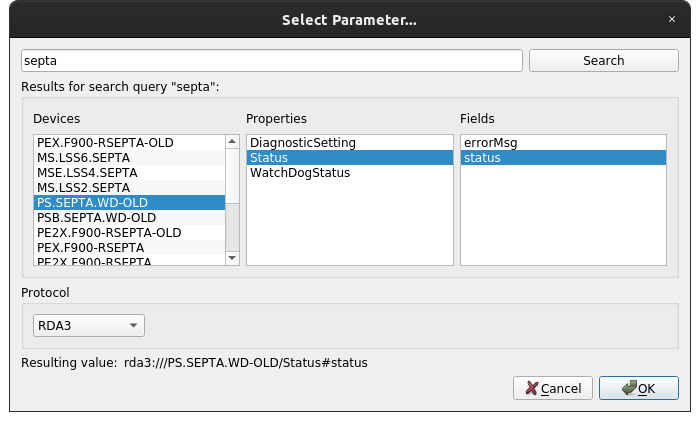 Select Parameter...
×
septa
Search
Results for search query "septa":
Devices
Properties
Fields
PEX.F900-RSEPTA-OLD
MS.LSS6.SEPTA
MSE.LSS4.SEPTA
MS.LSS2.SEPTA
PS.SEPTA.WD-OLD
PSB.SEPTA.WD-OLD
PE2X.F900-RSEPTA-OLD
PEX.F900-RSEPTA
PE2X.F900-RSEPTA
DiagnosticSetting
Status
WatchDogStatus
errorMsg
status
Protocol
RDA3
Resulting value: rda3:///PS.SEPTA.WD-OLD/Status#status
Cancel
OK